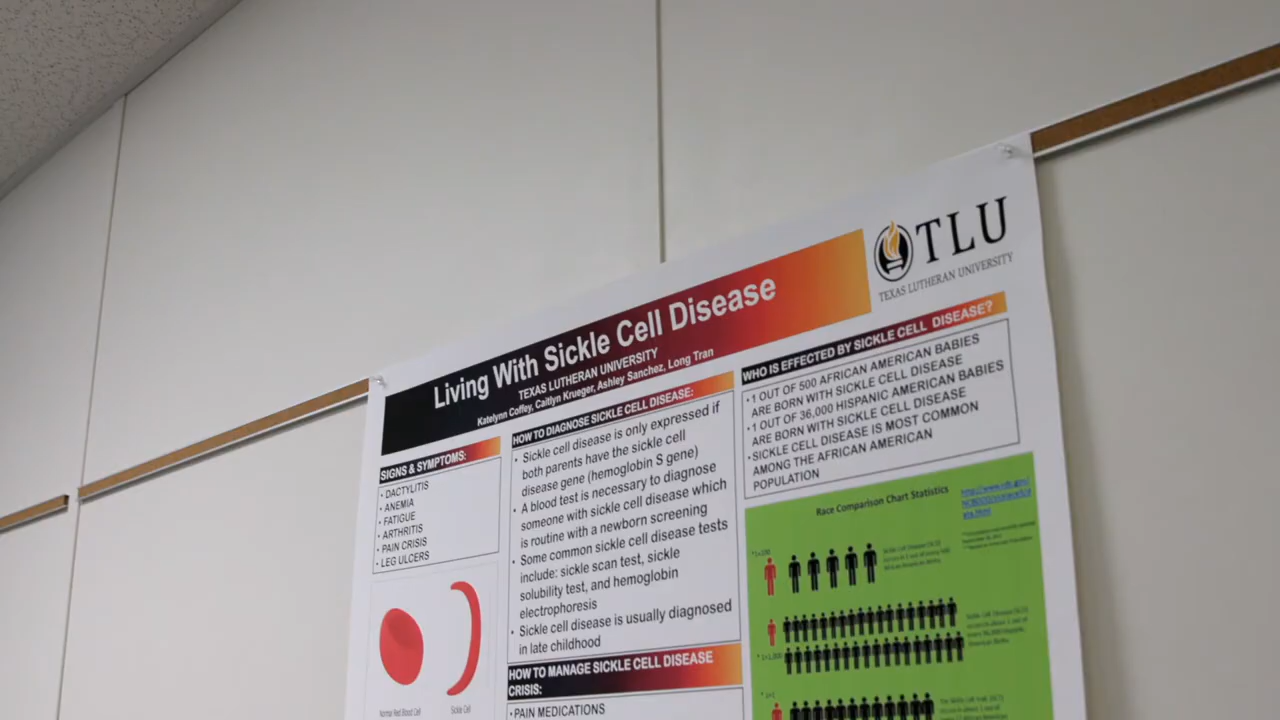 TLU
TEXAS LUTHERAN UNIVERSITY
Living With Sickle Cell Disease
TEXAS LUTHERAN UNIVERSITY
Katelynn Coffey, Caitlyn Krueger, Ashley Sanchez, Long Tran
SIGNS & SYMPTOMS:
• DACTYLITIS
• ANEMIA
• FATIGUE
• ARTHRITIS
• PAIN CRISIS
• LEG ULCERS
Normal Red Blood Cell
Sickle Cell
HOW TO DIAGNOSE SICKLE CELL DISEASE:
• Sickle cell disease is only expressed if
both parents have the sickle cell
disease gene (hemoglobin S gene)
• A blood test is necessary to diagnose
someone with sickle cell disease which
is routine with a newborn screening
• Some common sickle cell disease tests
include: sickle scan test, sickle
solubility test, and hemoglobin
electrophoresis
• Sickle cell disease is usually diagnosed
in late childhood
HOW TO MANAGE SICKLE CELL DISEASE
CRISIS:
• PAIN MEDICATIONS
WHO IS EFFECTED BY SICKLE CELL DISEASE?
• 1 OUT OF 500 AFRICAN AMERICAN BABIES
ARE BORN WITH SICKLE CELL DISEASE
• 1 OUT OF 36,000 HISPANIC AMERICAN BABIES
ARE BORN WITH SICKLE CELL DISEASE
• SICKLE CELL DISEASE IS MOST COMMON
AMONG THE AFRICAN AMERICAN
POPULATION
Race Comparison Chart Statistics